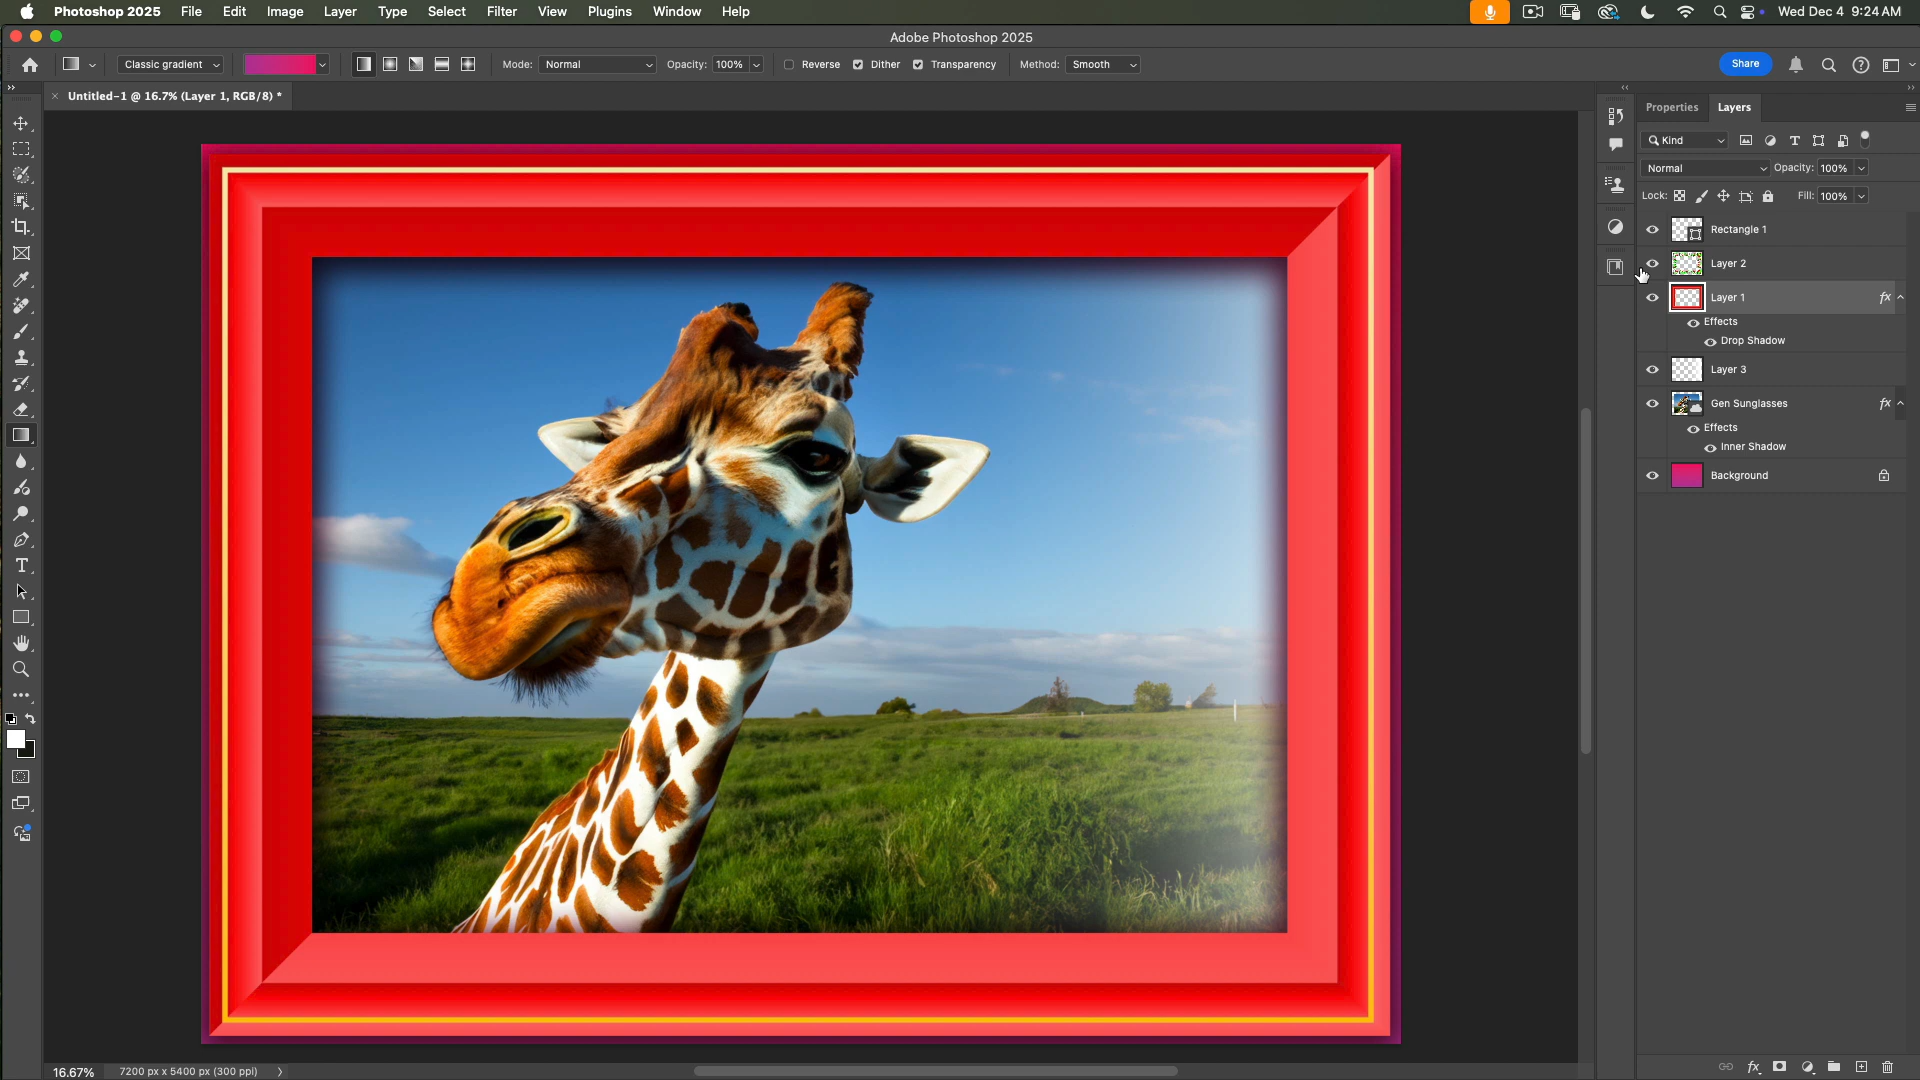 Photoshop 2025 File Edit Image Layer Type Select Filter View Plugins Window Help Wed Dec 4 9:24 AM
Adobe Photoshop 2025
Classic gradient Mode: Normal Opacity: 100% Reverse Dither Transparency Method: Smooth Share
Untitled-1 @ 16.7% (Layer 1, RGB/8) *
Properties Layers
Kind
Normal Opacity: 100%
Lock: Fill: 100%
Rectangle 1
Layer 2
Layer 1 fx
Effects
Drop Shadow
Layer 3
Gen Sunglasses fx
Effects
Inner Shadow
Background
16.67% 7200 px x 5400 px (300 ppi)
fx